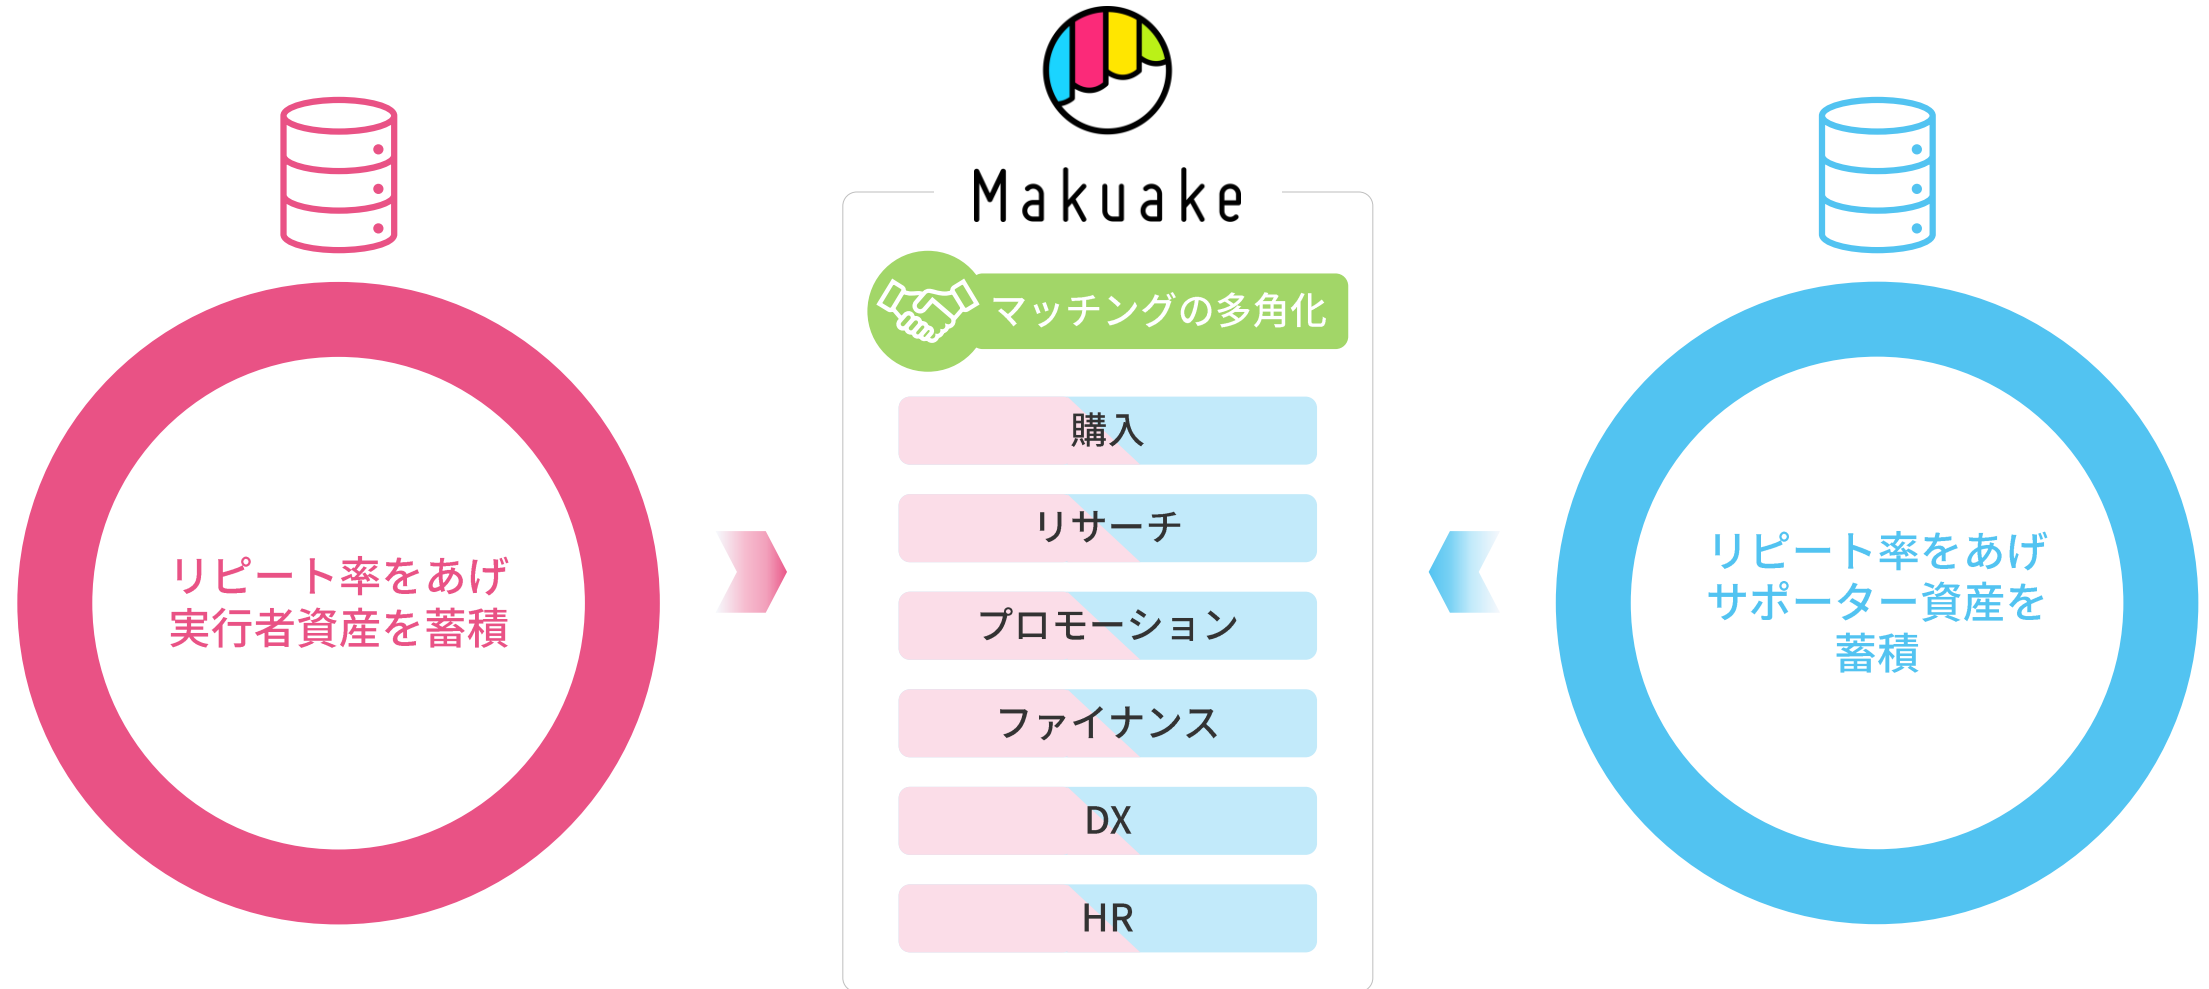 Makuake
マッチングの多角化
購入
リサーチ
プロモーション
ファイナンス
DX
HR
リピート率をあげ
実行者資産を蓄積
リピート率をあげ
サポーター資産を
蓄積